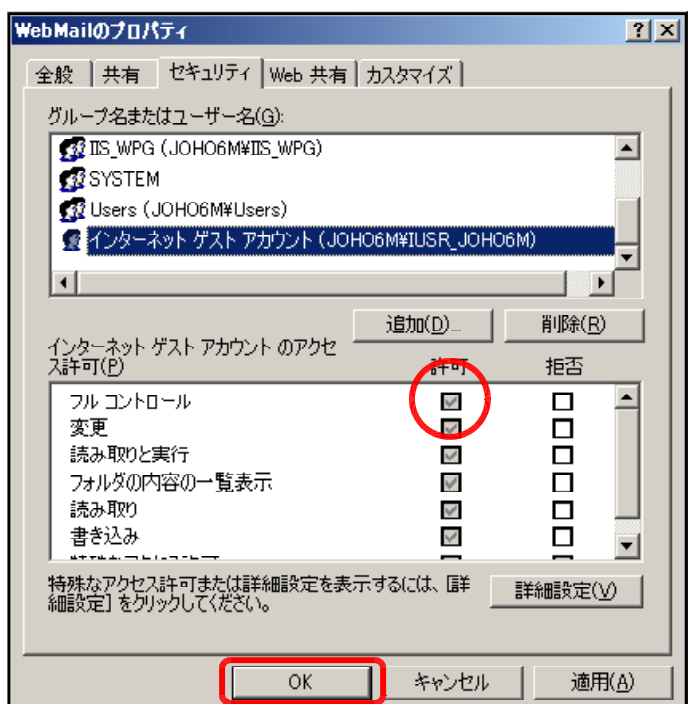 WebMailのプロパティ
全般 共有 セキュリティ Web 共有 カスタマイズ
グループ名またはユーザー名(G):
IIS_WPG (JOHO6M¥IIS_WPG)
SYSTEM
Users (JOHO6M¥Users)
インターネット ゲスト アカウント (JOHO6M¥IUSR_JOHO6M)
追加(D)... 削除(R)
インターネット ゲスト アカウント のアクセ
ス許可(P) 許可 拒否
フル コントロール
変更
読み取りと実行
フォルダの内容の一覧表示
読み取り
書き込み
特殊なアクセス許可または詳細設定を表示するには、[詳
細設定] をクリックしてください。
詳細設定(V)
OK キャンセル 適用(A)